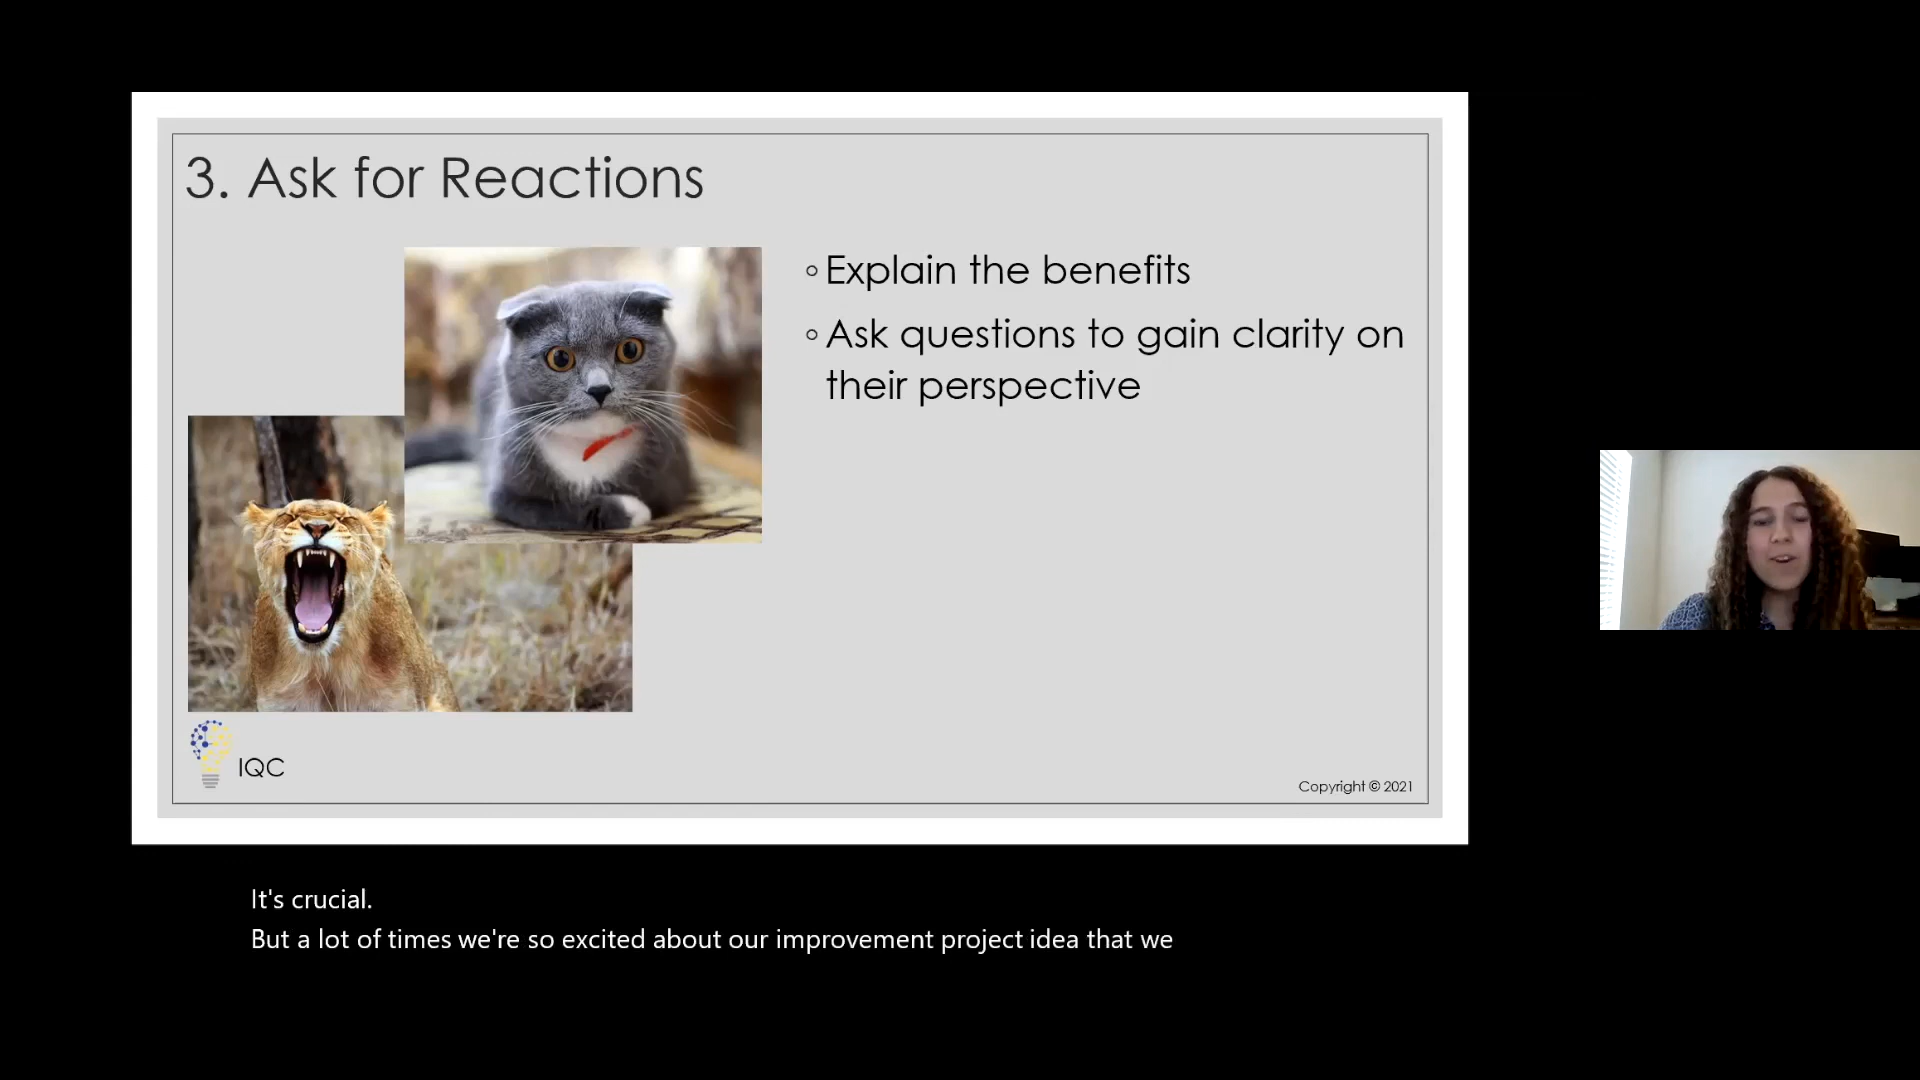 3. Ask for Reactions
Explain the benefits
Ask questions to gain clarity on
their perspective
IQC
Copyright © 2021
It's crucial.
But a lot of times we're so excited about our improvement project idea that we